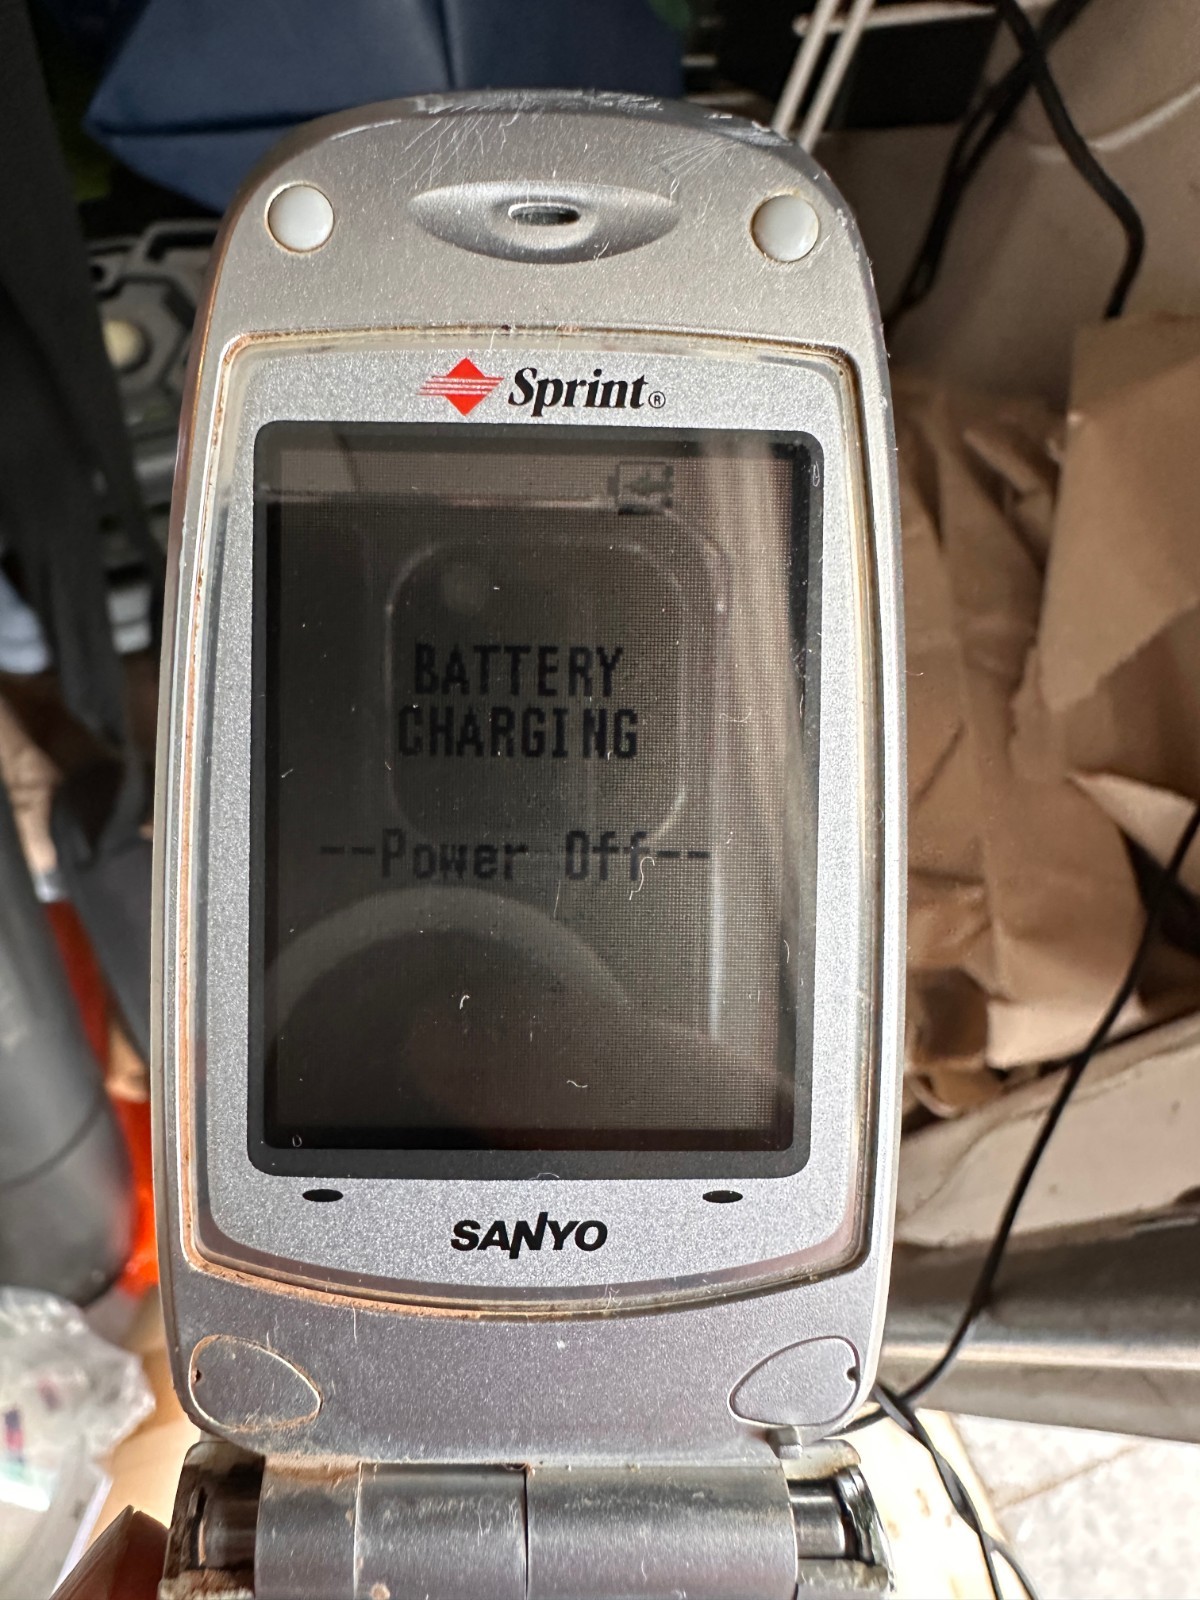 Sprint®
BATTERY
CHARGING
--Power Off--
SANYO